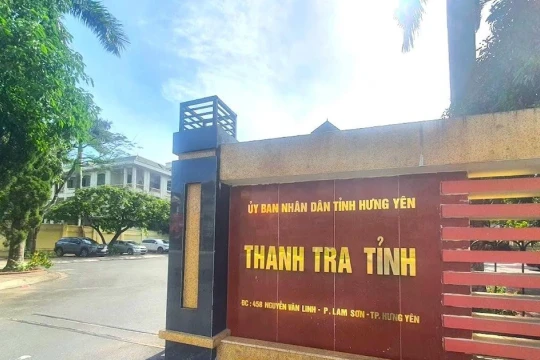 ỦY BAN NHÂN DÂN TỈNH HƯNG YÊN
THANH TRA TỈNH
ĐC : 45B NGUYỄN VĂN LINH - P. LAM SƠN - TP. HƯNG YÊN